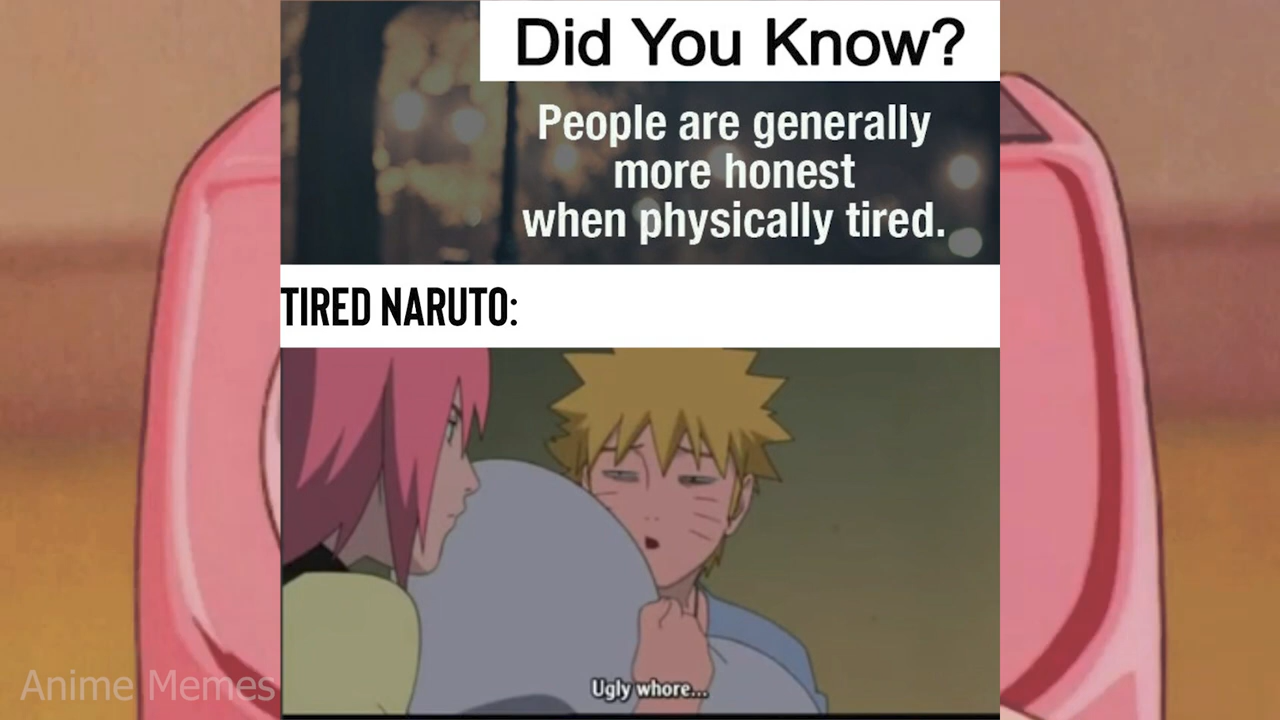 Did You Know?
People are generally
more honest
when physically tired.
TIRED NARUTO:
Ugly whore...
Anime Memes